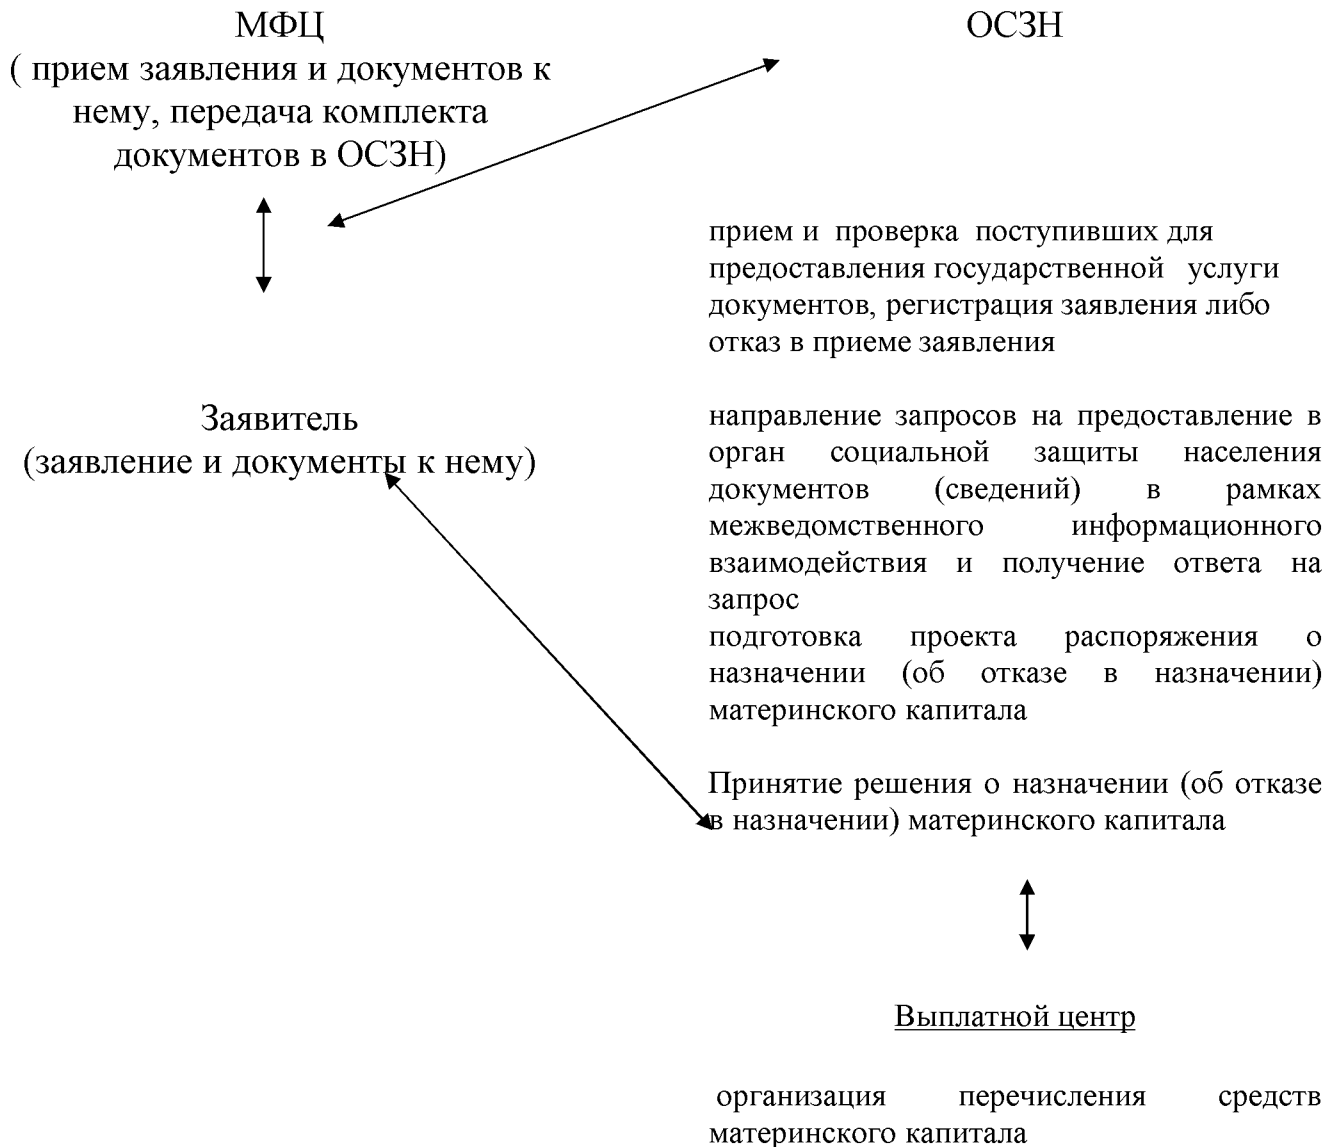 МФЦ
( прием заявления и документов к
нему, передача комплекта
документов в ОСЗН)
Заявитель
(заявление и документы к нему)
ОСЗН
прием и проверка поступивших для
предоставления государственной услуги
документов, регистрация заявления либо
отказ в приеме заявления
направление запросов на предоставление в
орган социальной защиты населения
документов (сведений) в рамках
межведомственного информационного
взаимодействия и получение ответа на
запрос
подготовка проекта распоряжения о
назначении (об отказе в назначении)
материнского капитала
Принятие решения о назначении (об отказе
в назначении) материнского капитала
Выплатной центр
организация перечисления средств
материнского капитала